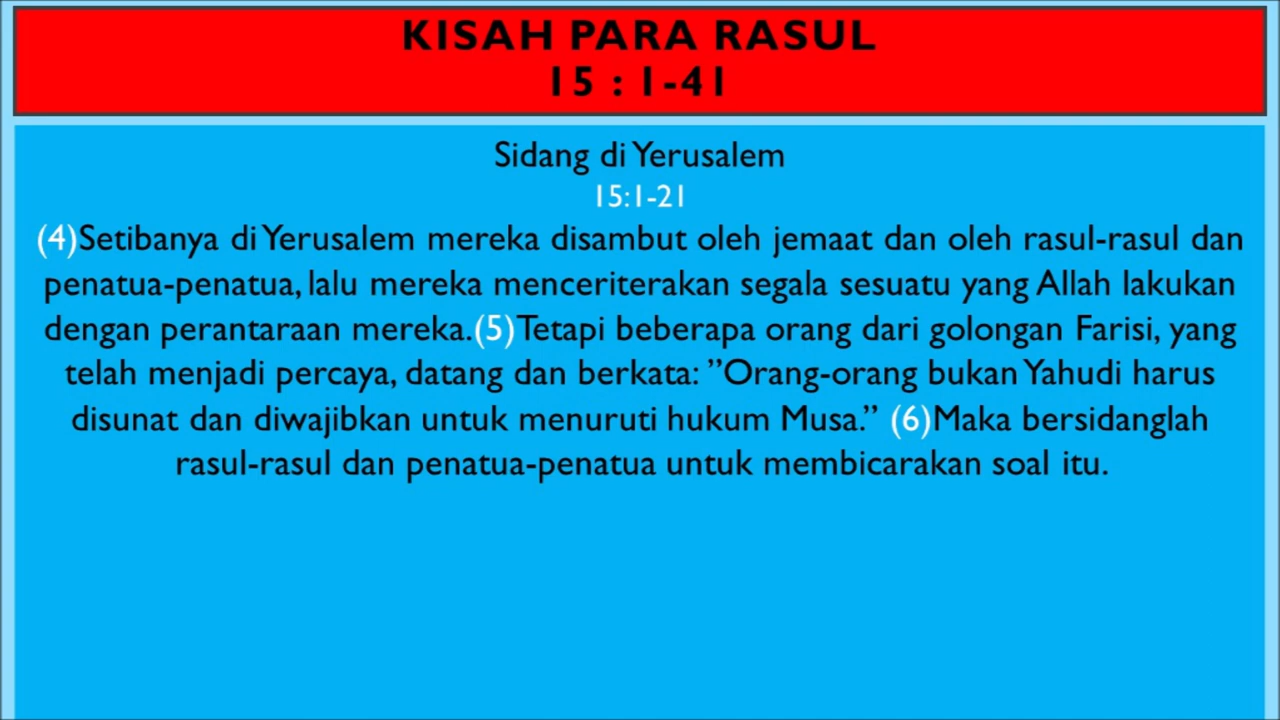 KISAH PARA RASUL
15 : 1-41
Sidang di Yerusalem
15:1-21
(4)Setibanya di Yerusalem mereka disambut oleh jemaat dan oleh rasul-rasul dan
penatua-penatua, lalu mereka menceriterakan segala sesuatu yang Allah lakukan
dengan perantaraan mereka.(5)Tetapi beberapa orang dari golongan Farisi, yang
telah menjadi percaya, datang dan berkata: ”Orang-orang bukan Yahudi harus
disunat dan diwajibkan untuk menuruti hukum Musa.” (6)Maka bersidanglah
rasul-rasul dan penatua-penatua untuk membicarakan soal itu.